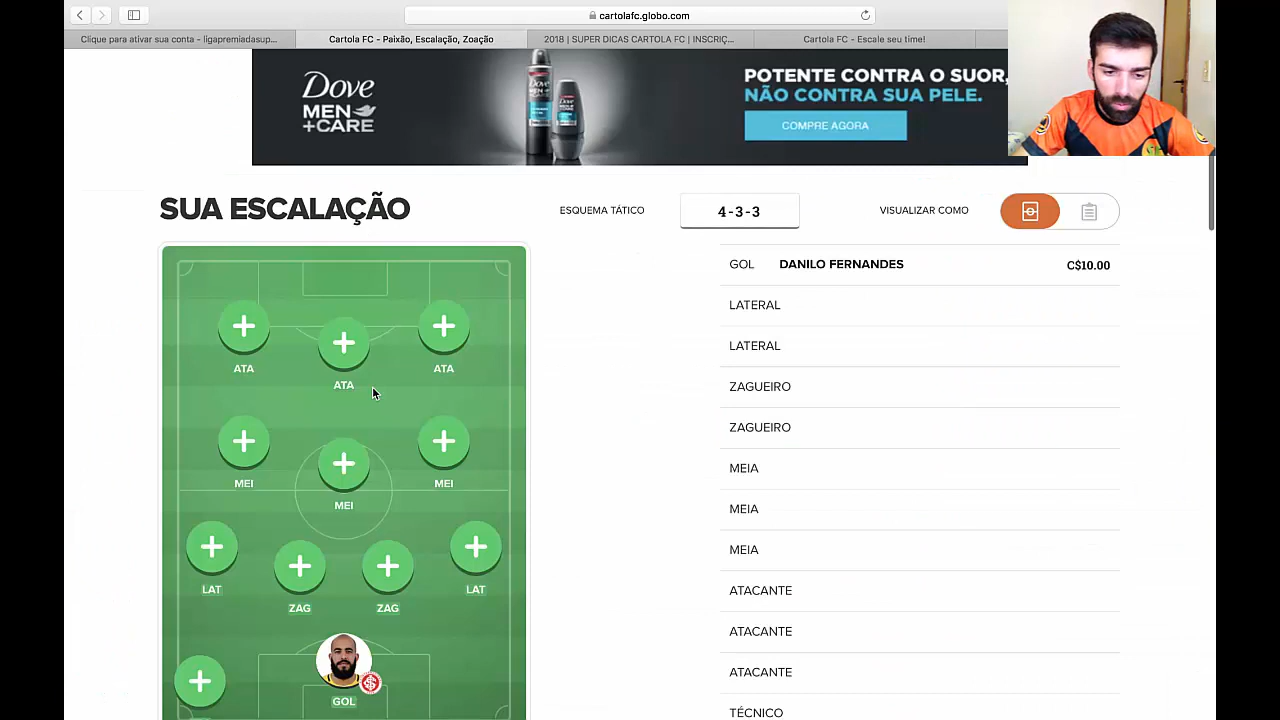 cartolafc.globo.com
Clique para ativar sua conta - ligapremiadasup...
Cartola FC - Paixão, Escalação, Zoação
2018 | SUPER DICAS CARTOLA FC | INSCRIÇ...
Cartola FC - Escale seu time!
Dove
MEN
+CARE
POTENTE CONTRA O SUOR,
NÃO CONTRA SUA PELE.
COMPRE AGORA
SUA ESCALAÇÃO
ESQUEMA TÁTICO
4-3-3
VISUALIZAR COMO
GOL DANILO FERNANDES C$10.00
LATERAL
LATERAL
ZAGUEIRO
ZAGUEIRO
MEIA
MEIA
MEIA
ATACANTE
ATACANTE
ATACANTE
TÉCNICO
ATA
ATA
ATA
MEI
MEI
MEI
LAT
ZAG
ZAG
LAT
GOL